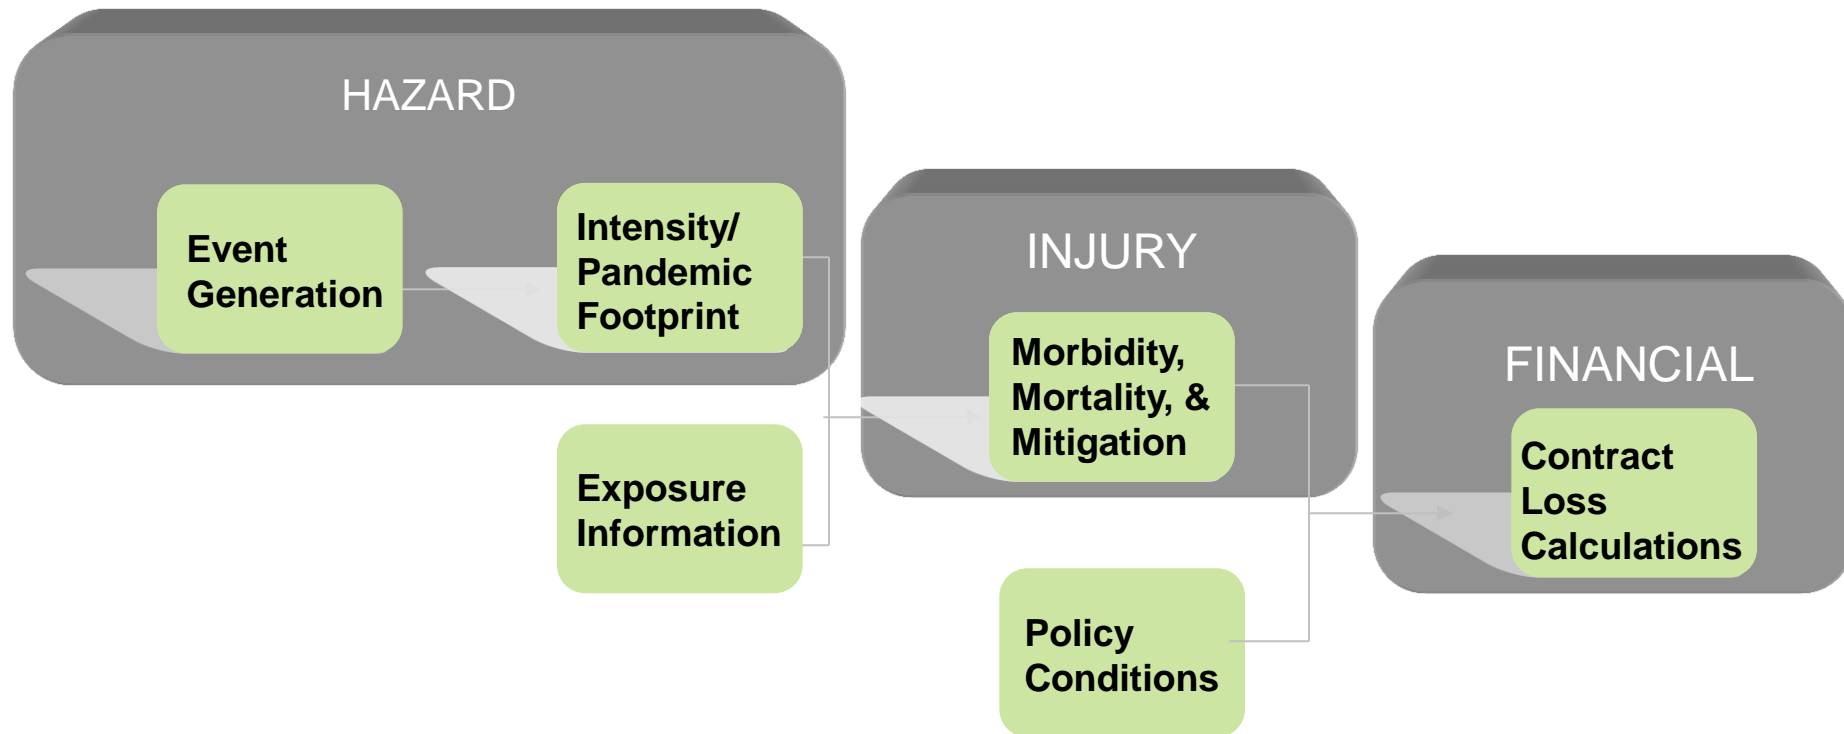 HAZARD
Event
Generation
Intensity/
Pandemic
Footprint
Exposure
Information
INJURY
Morbidity,
Mortality, &
Mitigation
Policy
Conditions
FINANCIAL
Contract
Loss
Calculations